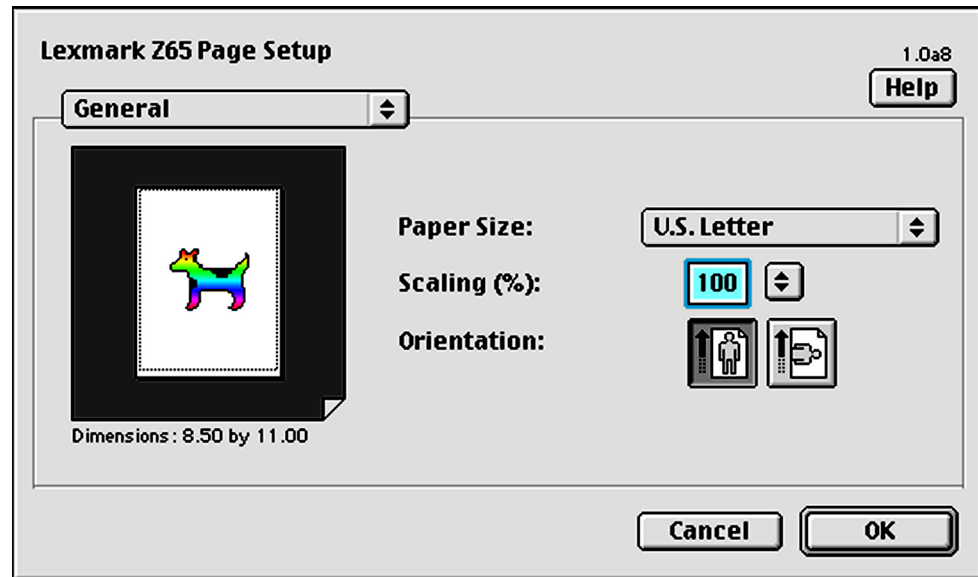 Lexmark Z65 Page Setup
1.0a8
Help
General
Paper Size: U.S. Letter
Scaling (%): 100
Orientation:
Dimensions: 8.50 by 11.00
Cancel OK